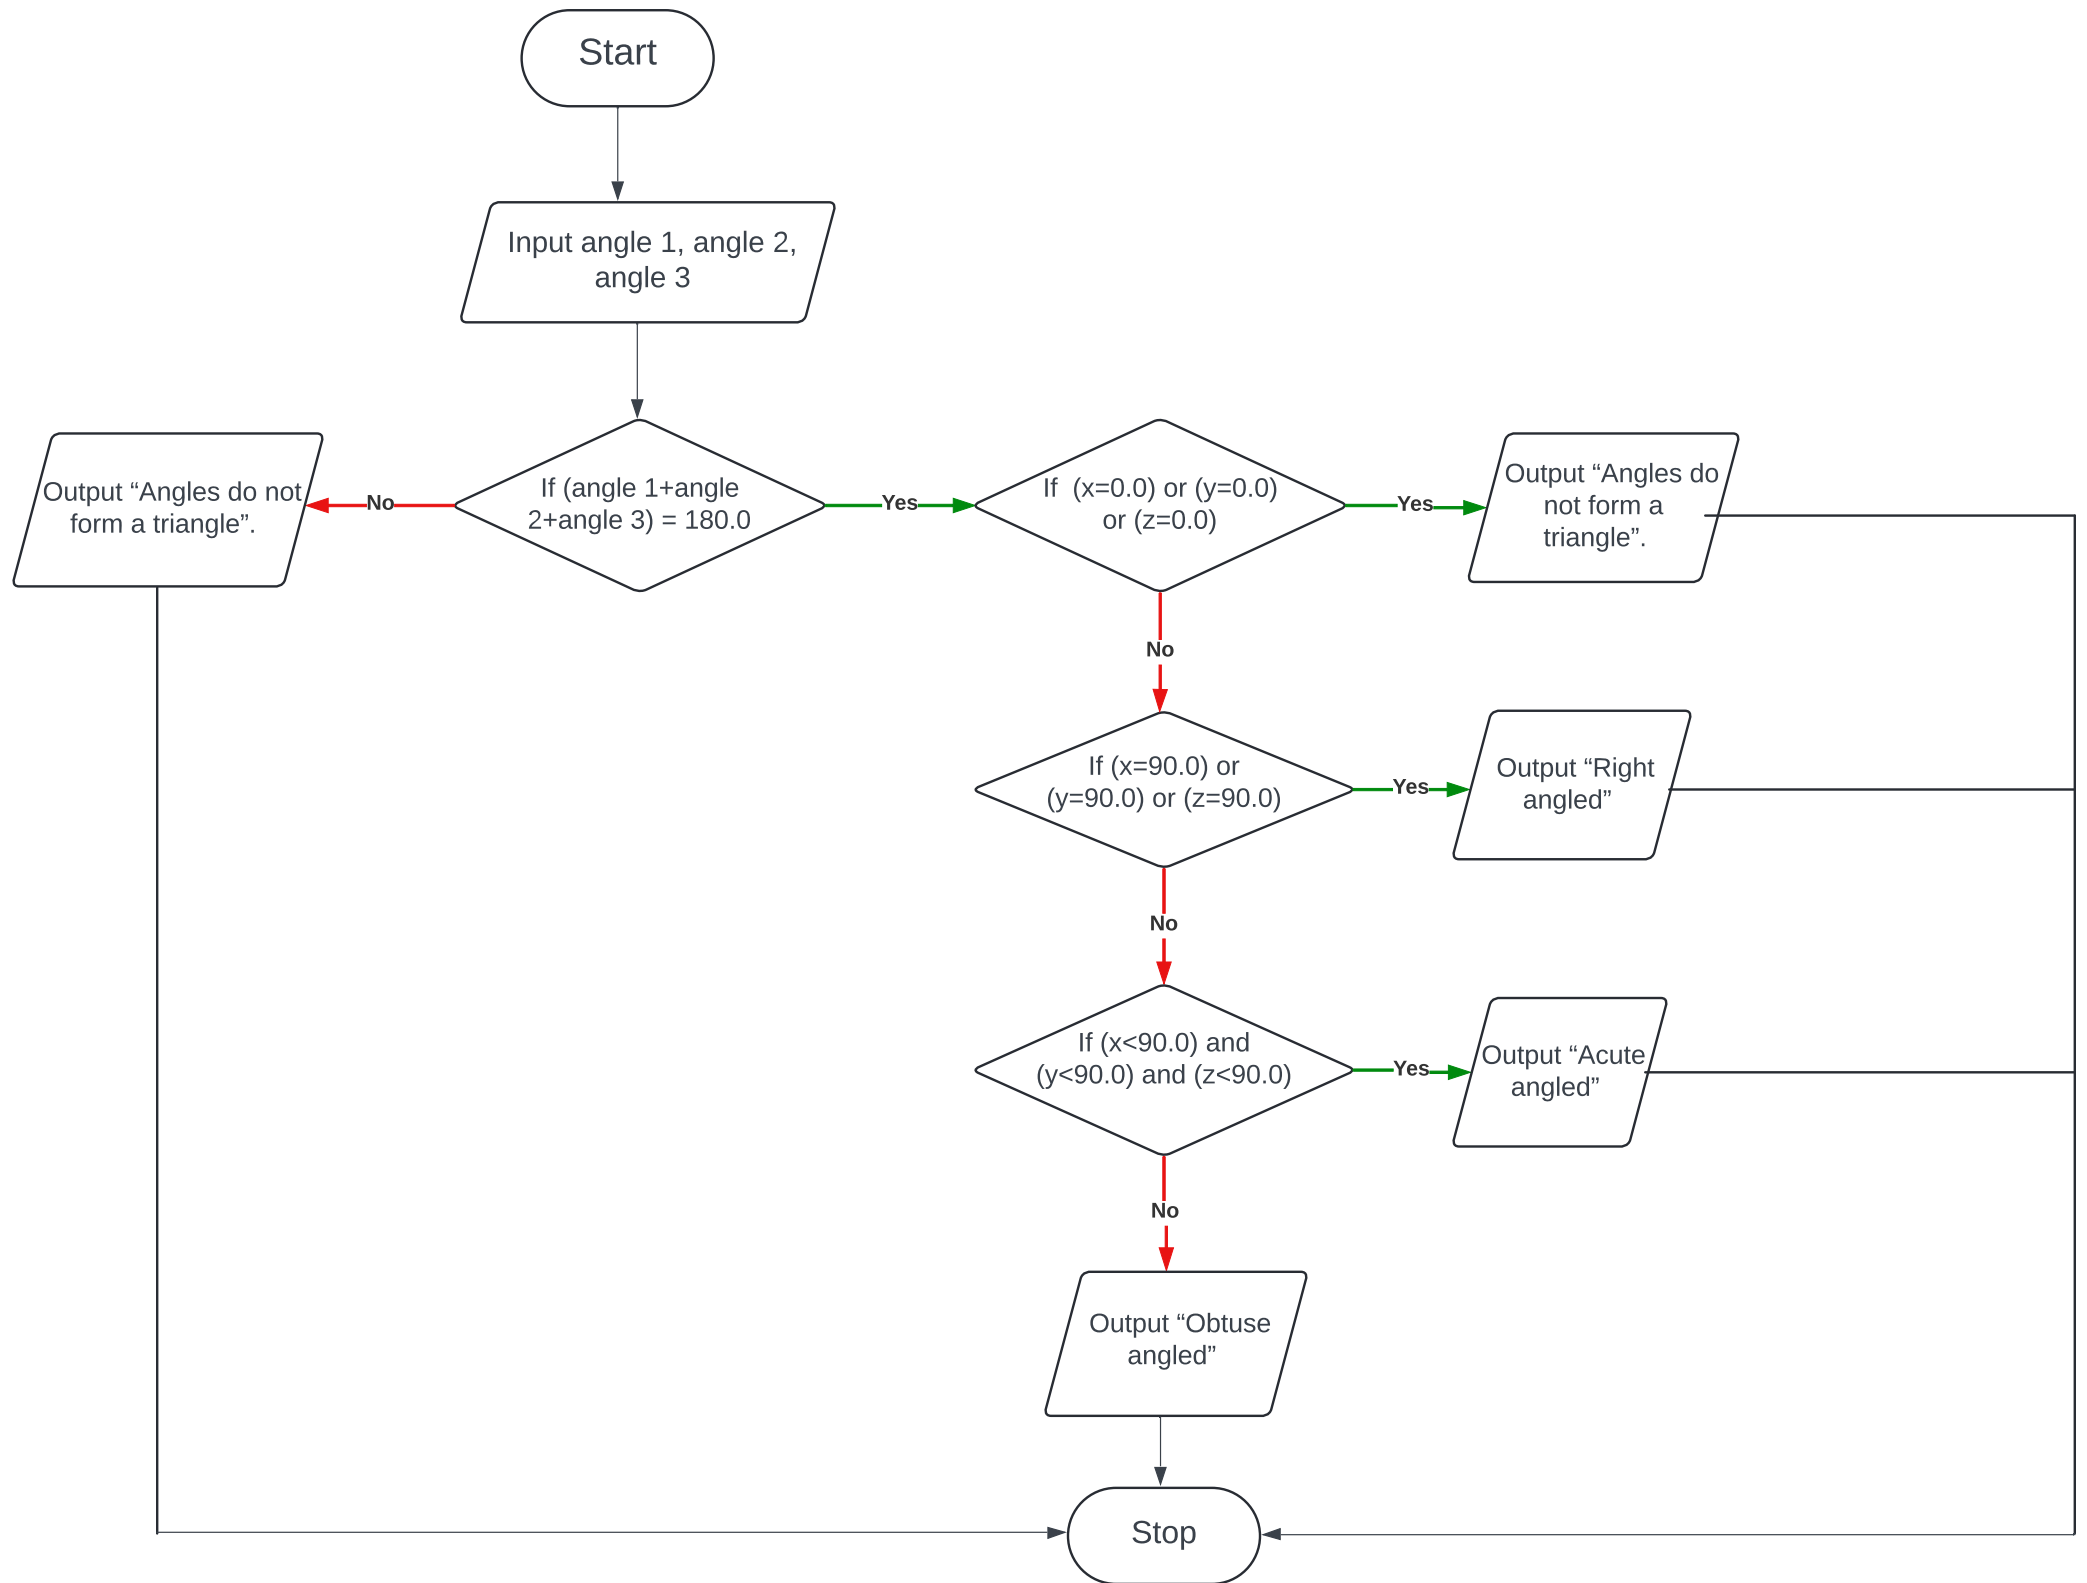 Start
Input angle 1, angle 2,
angle 3
Output “Angles do not
form a triangle”.
No
If (angle 1+angle
2+angle 3) = 180.0
Yes
If  (x=0.0) or (y=0.0)
or (z=0.0)
Yes
Output “Angles do
not form a
triangle”.
No
If (x=90.0) or
(y=90.0) or (z=90.0)
Yes
Output “Right
angled”
No
If (x<90.0) and
(y<90.0) and (z<90.0)
Yes
Output “Acute
angled”
No
Output “Obtuse
angled”
Stop